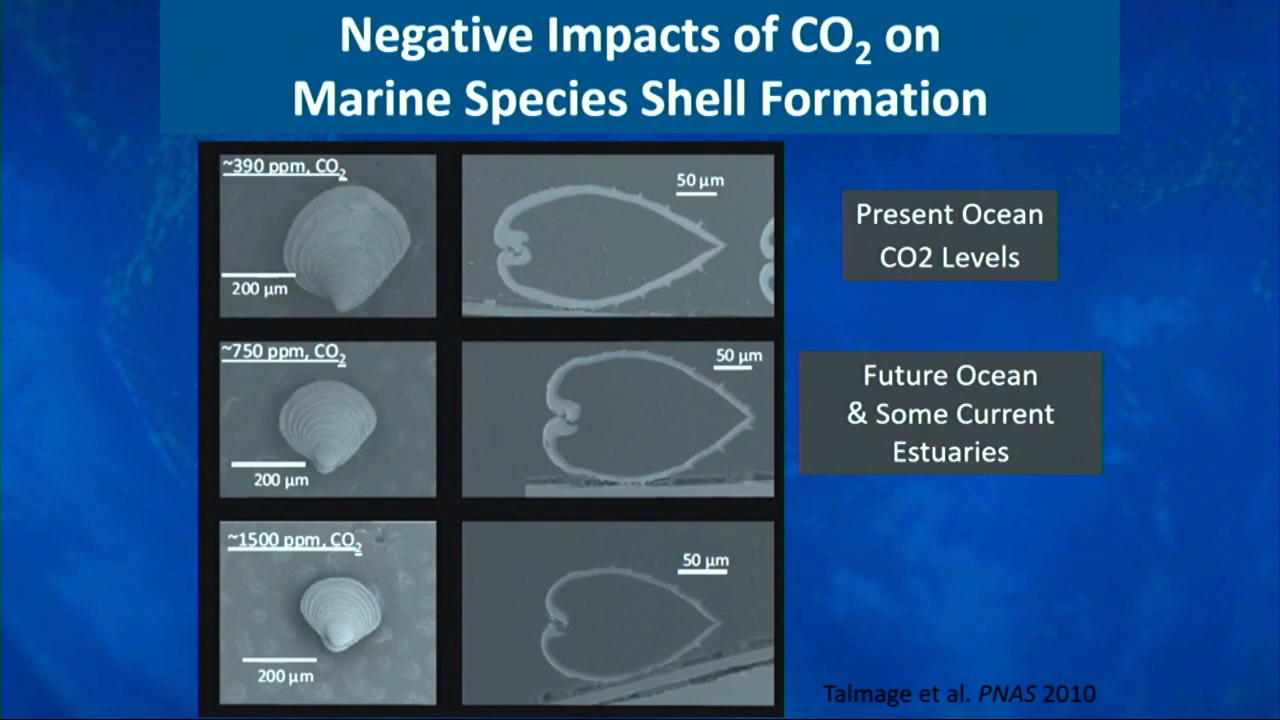 Negative Impacts of CO₂ on
Marine Species Shell Formation
~390 ppm, CO₂
200 µm
50 µm
Present Ocean
CO2 Levels
~750 ppm, CO₂
200 µm
50 µm
Future Ocean
& Some Current
Estuaries
~1500 ppm, CO₂
200 µm
50 µm
Talmage et al. PNAS 2010